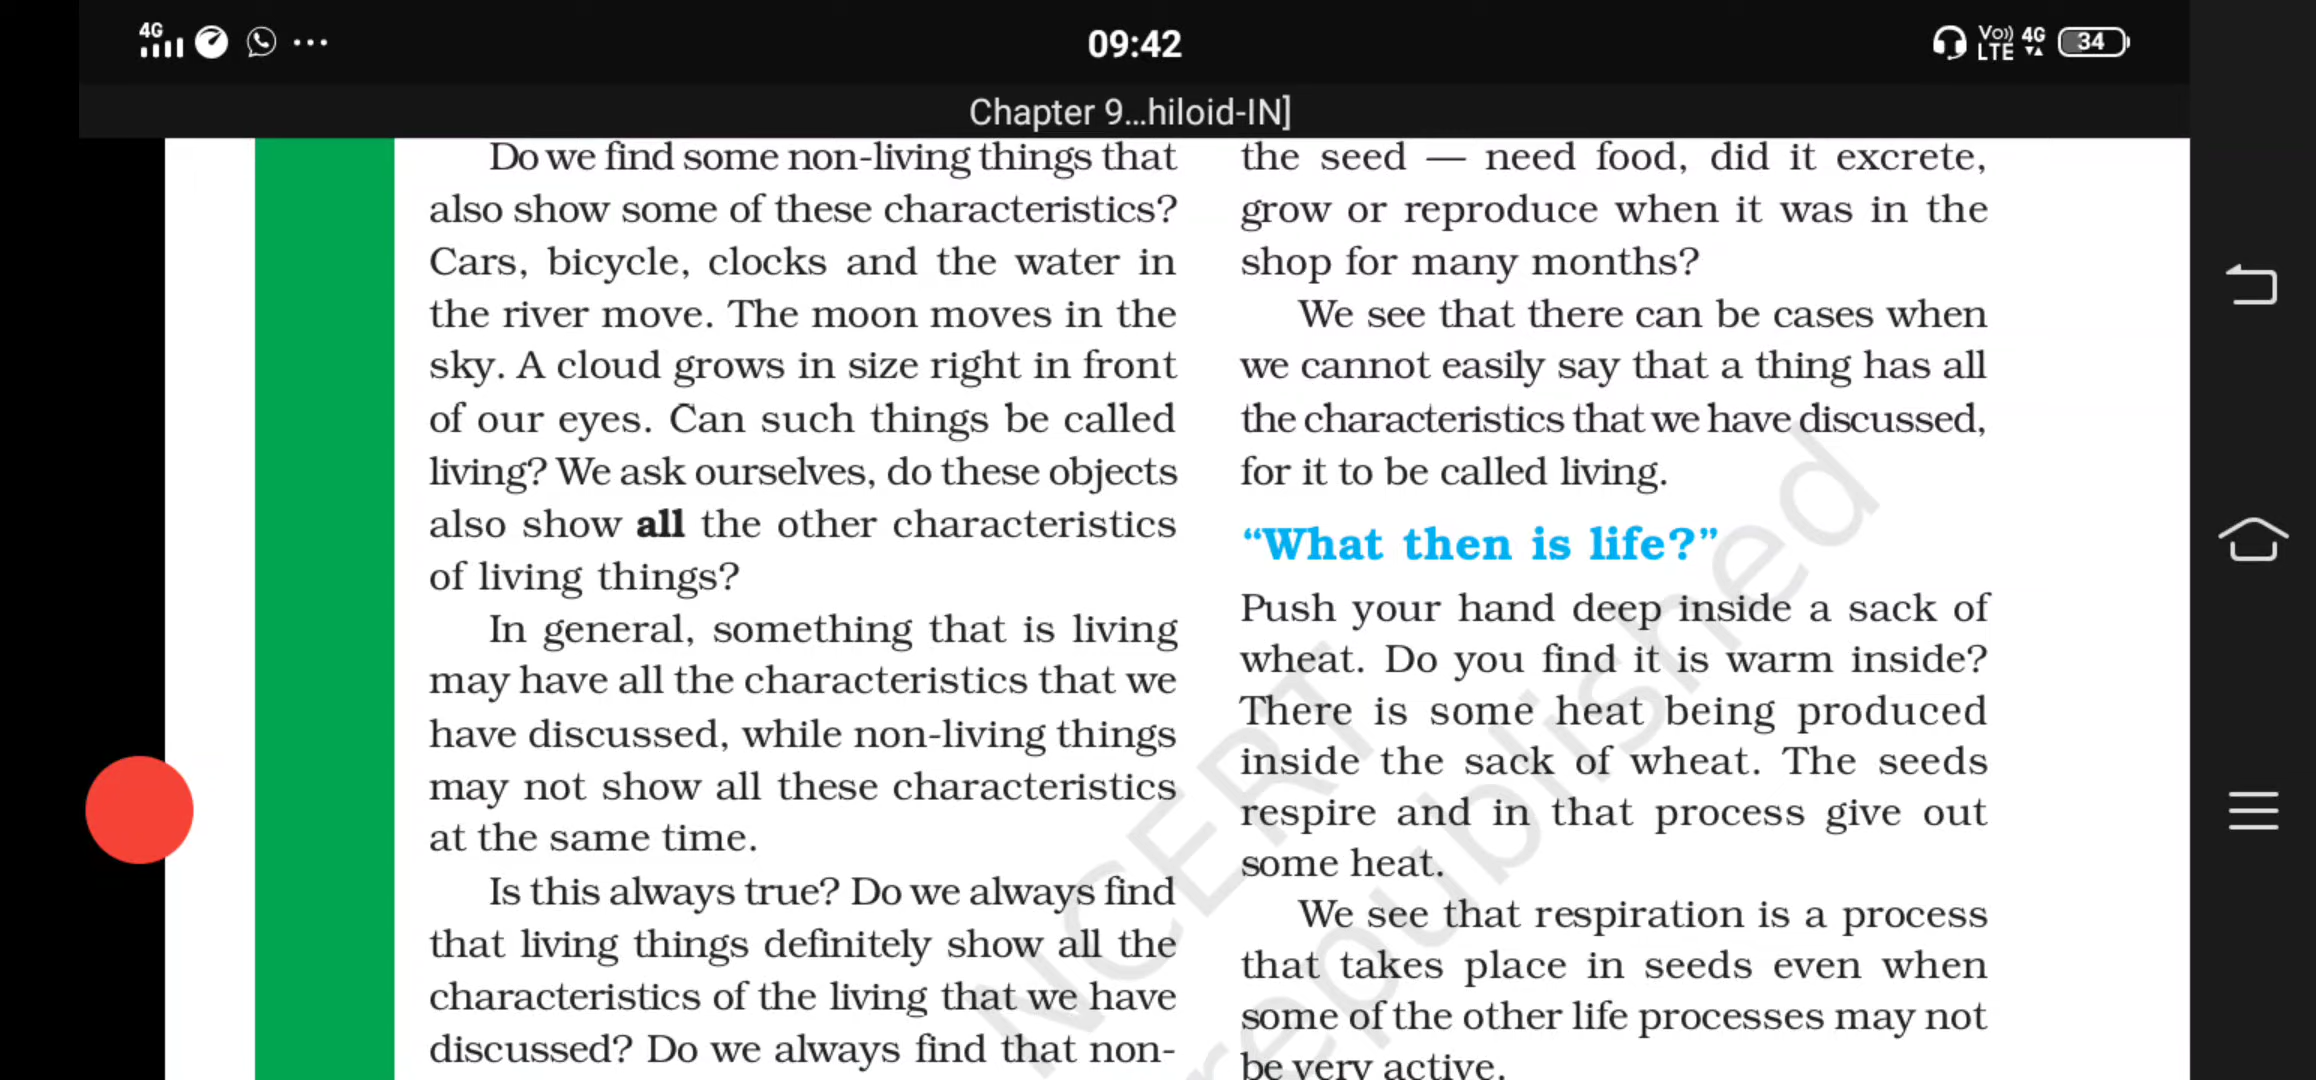 4G
09:42
Vo)) LTE 4G 34
Chapter 9...hiloid-IN]
Do we find some non-living things that
also show some of these characteristics?
Cars, bicycle, clocks and the water in
the river move. The moon moves in the
sky. A cloud grows in size right in front
of our eyes. Can such things be called
living? We ask ourselves, do these objects
also show all the other characteristics
of living things?
In general, something that is living
may have all the characteristics that we
have discussed, while non-living things
may not show all these characteristics
at the same time.
Is this always true? Do we always find
that living things definitely show all the
characteristics of the living that we have
discussed? Do we always find that non-
the seed — need food, did it excrete,
grow or reproduce when it was in the
shop for many months?
We see that there can be cases when
we cannot easily say that a thing has all
the characteristics that we have discussed,
for it to be called living.
“What then is life?”
Push your hand deep inside a sack of
wheat. Do you find it is warm inside?
There is some heat being produced
inside the sack of wheat. The seeds
respire and in that process give out
some heat.
We see that respiration is a process
that takes place in seeds even when
some of the other life processes may not
be very active.
NCERT
republished